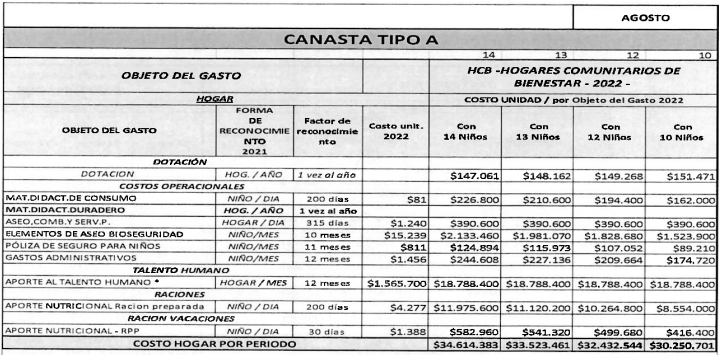 AGOSTO
CANASTA TIPO A
14 13 12 10
OBJETO DEL GASTO
HCB -HOGARES COMUNITARIOS DE
BIENESTAR - 2022 -
HOGAR
COSTO UNIDAD / por Objeto del Gasto 2022
OBJETO DEL GASTO
FORMA
DE
RECONOCIMIE
NTO
2021
Factor de
reconocimie
nto
Costo unit.
2022
Con
14 Niños
Con
13 Niños
Con
12 Niños
Con
10 Niños
DOTACIÓN
DOTACION HOG. / AÑO 1 vez al año $147.061 $148.162 $149.268 $151.471
COSTOS OPERACIONALES
MAT.DIDACT.DE CONSUMO NIÑO / DIA 200 días $81 $226.800 $210.600 $194.400 $162.000
MAT.DIDACT.DURADERO HOG. / AÑO 1 vez al año
ASEO,COMB.Y SERV.P. HOGAR / DIA 315 días $1.240 $390.600 $390.600 $390.600 $390.600
ELEMENTOS DE ASEO BIOSEGURIDAD NIÑO/MES 10 meses $15.239 $2.133.460 $1.981.070 $1.828.680 $1.523.900
PÓLIZA DE SEGURO PARA NIÑOS NIÑO/MES 11 meses $811 $124.894 $115.973 $107.052 $89.210
GASTOS ADMINISTRATIVOS NIÑO/MES 12 meses $1.456 $244.608 $227.136 $209.664 $174.720
TALENTO HUMANO
APORTE AL TALENTO HUMANO * HOGAR / MES 12 meses $1.565.700 $18.788.400 $18.788.400 $18.788.400 $18.788.400
RACIONES
APORTE NUTRICIONAL Racion preparada NIÑO / DIA 200 días $4.277 $11.975.600 $11.120.200 $10.264.800 $8.554.000
RACION VACACIONES
APORTE NUTRICIONAL - RPP NIÑO / DIA 30 días $1.388 $582.960 $541.320 $499.680 $416.400
COSTO HOGAR POR PERIODO $34.614.383 $33.523.461 $32.432.544 $30.250.701